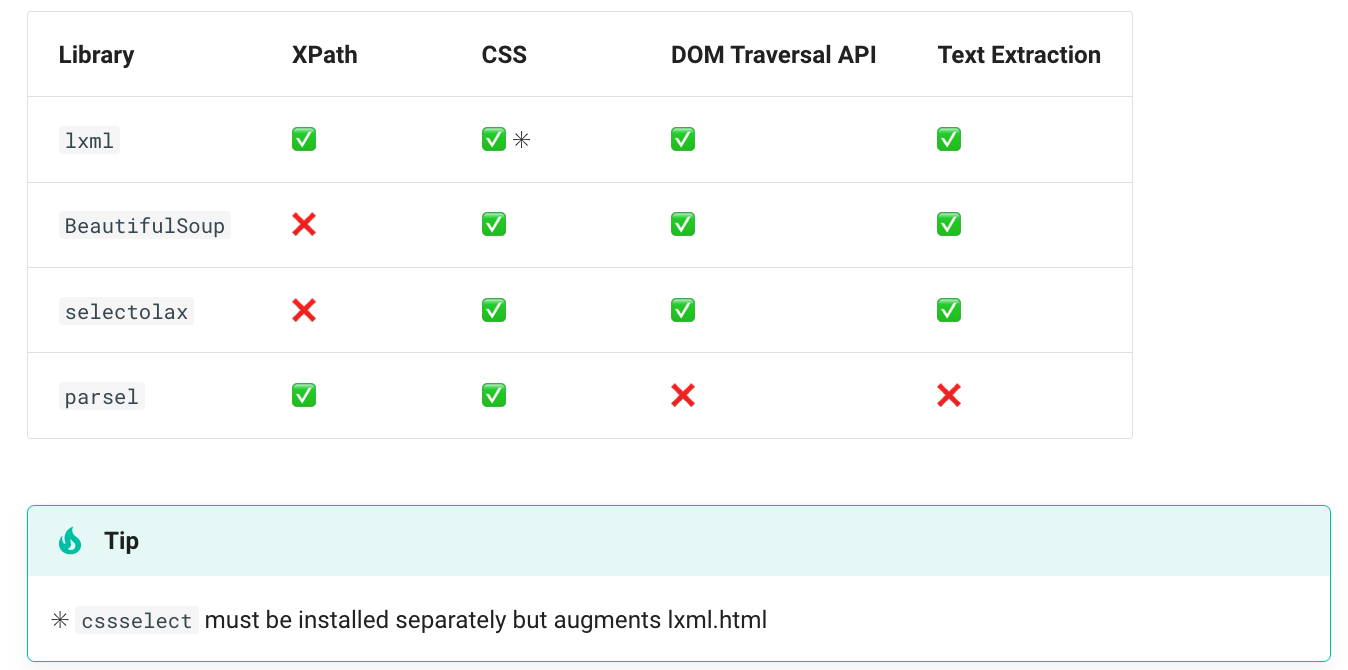 Library XPath CSS DOM Traversal API Text Extraction
lxml ✅ ✅ ✳ ✅ ✅
BeautifulSoup ❌ ✅ ✅ ✅
selectolax ❌ ✅ ✅ ✅
parsel ✅ ✅ ❌ ❌
Tip
✳ cssselect must be installed separately but augments lxml.html